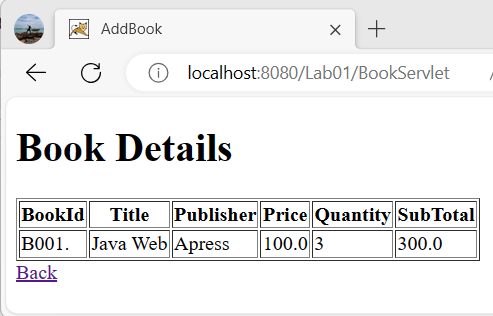 AddBook
localhost:8080/Lab01/BookServlet
Book Details
BookId Title Publisher Price Quantity SubTotal
B001. Java Web Apress 100.0 3 300.0
Back